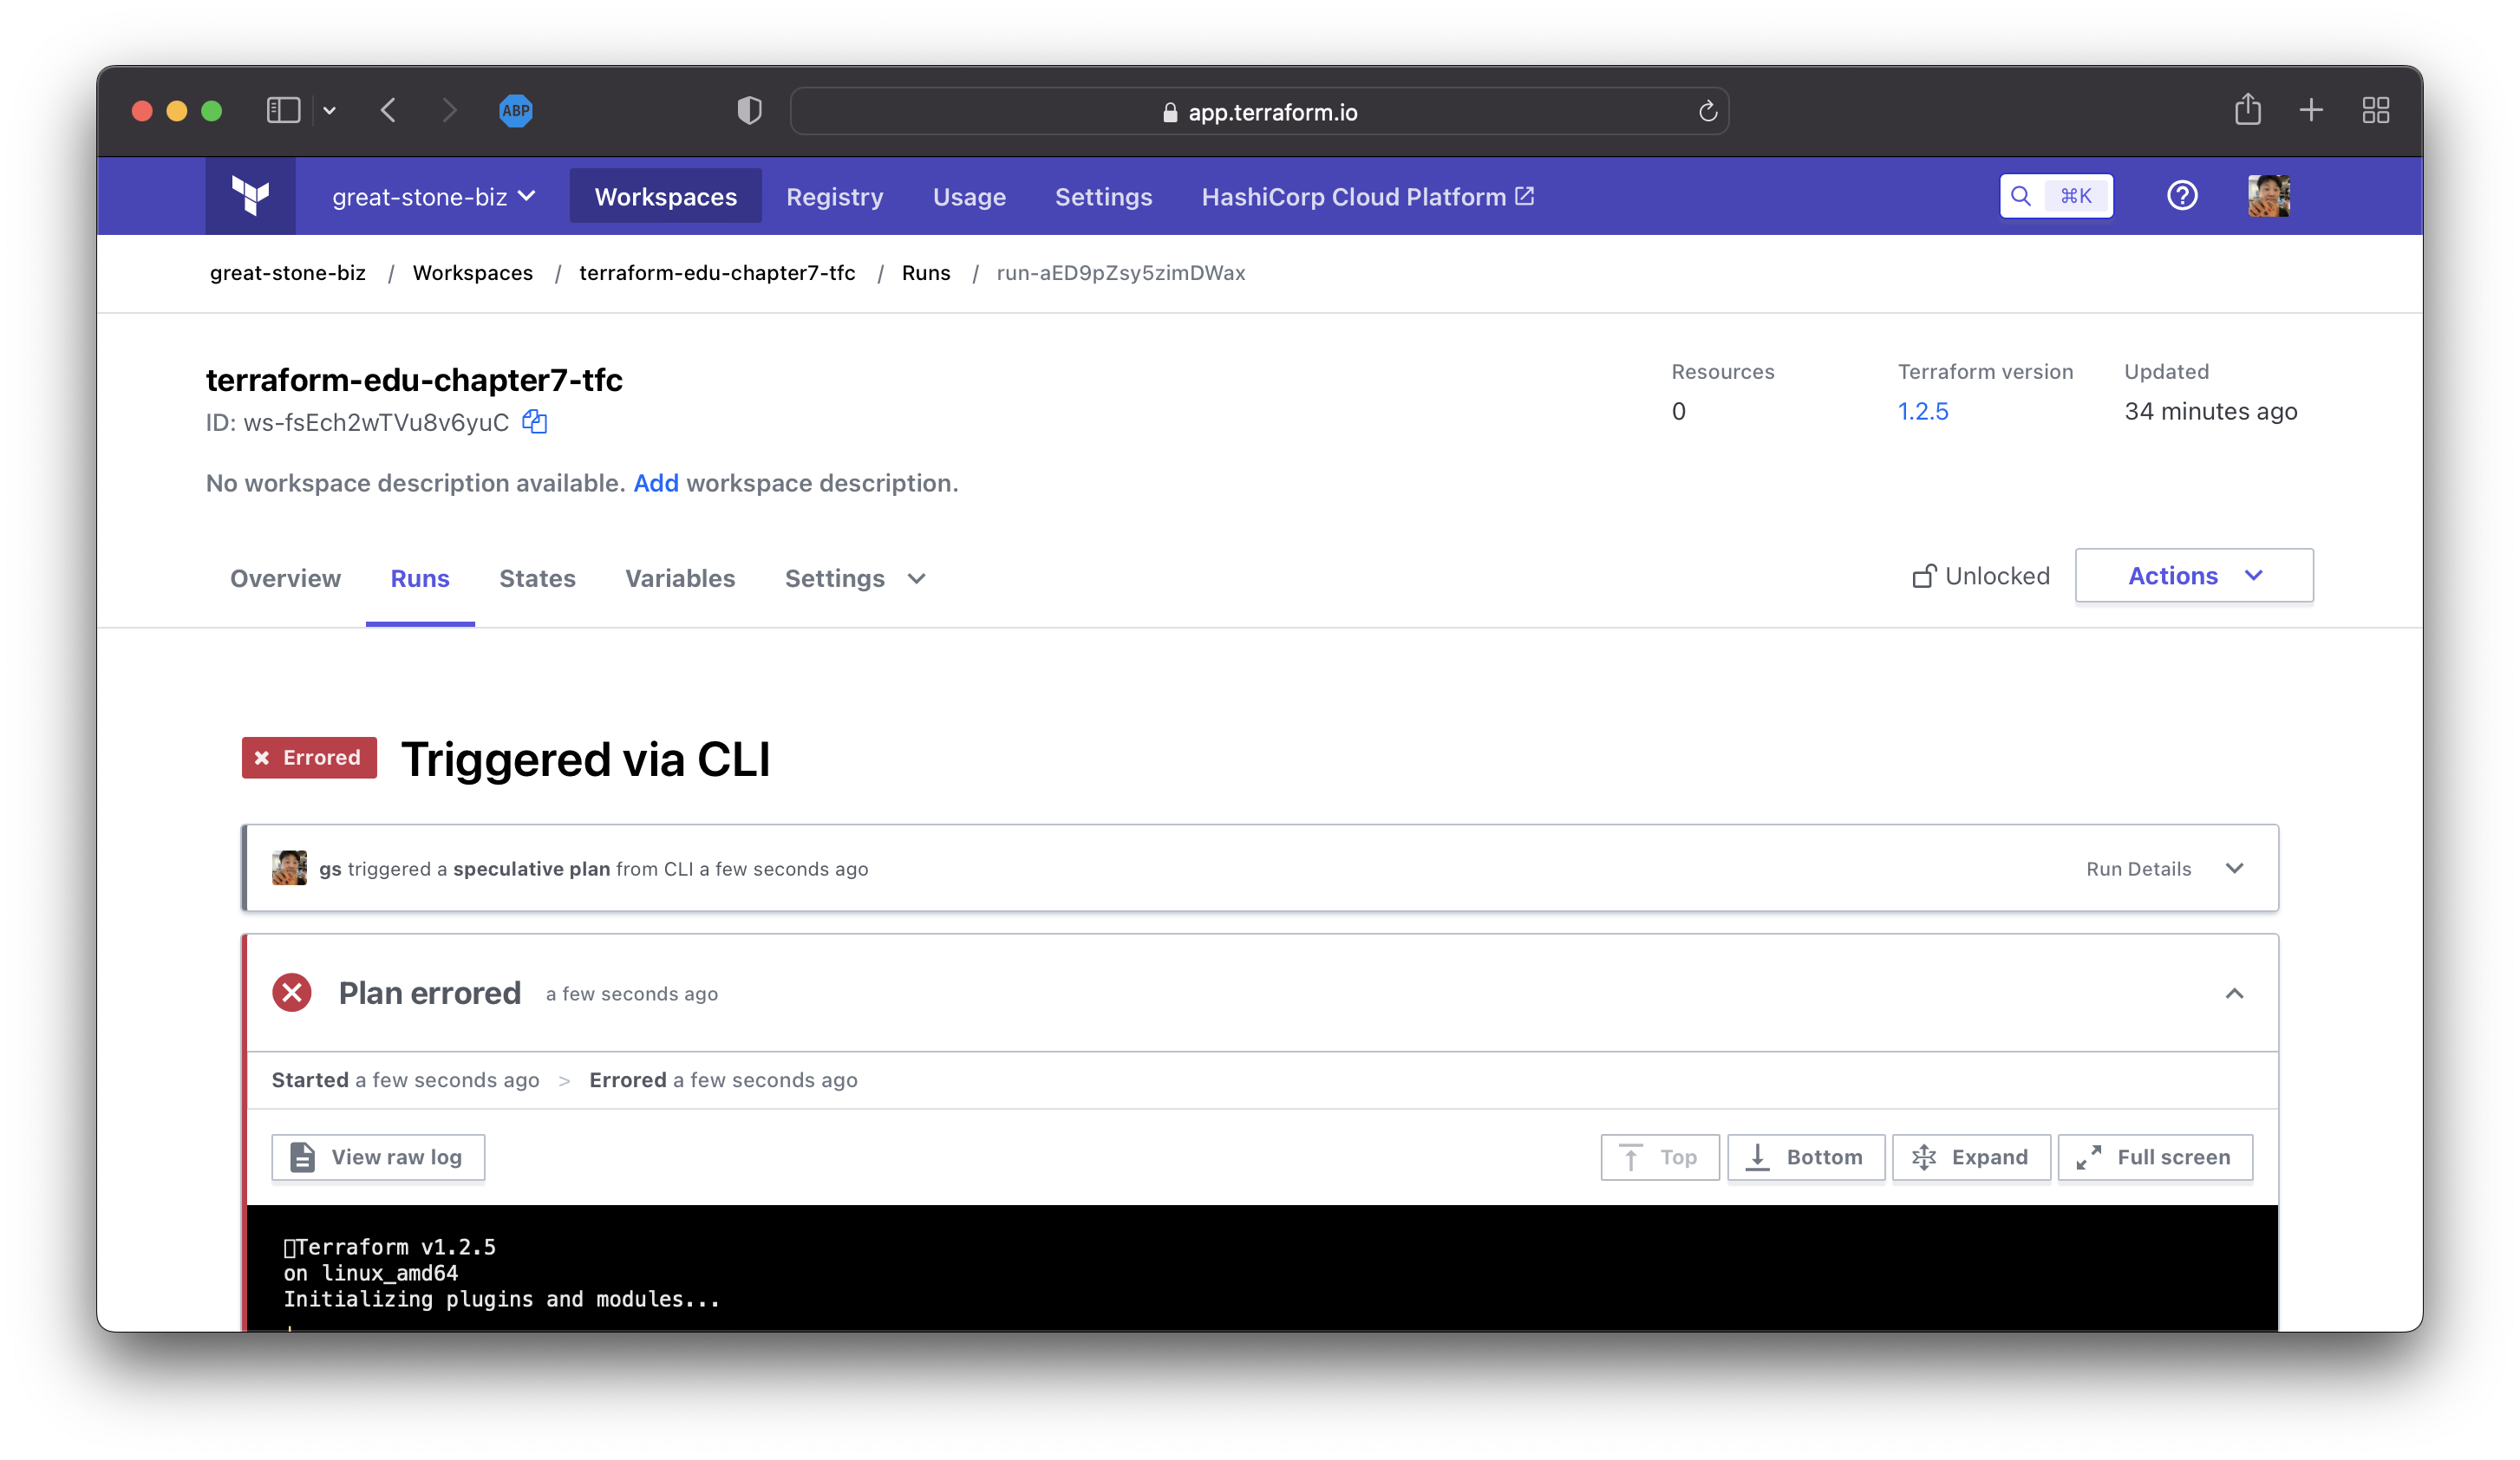 ABP
app.terraform.io
great-stone-biz Workspaces Registry Usage Settings HashiCorp Cloud Platform ⌘K
great-stone-biz / Workspaces / terraform-edu-chapter7-tfc / Runs / run-aED9pZsy5zimDWax
terraform-edu-chapter7-tfc
ID: ws-fsEch2wTVu8v6yuC
No workspace description available. Add workspace description.
Resources Terraform version Updated
0 1.2.5 34 minutes ago
Overview Runs States Variables Settings Unlocked Actions
Errored Triggered via CLI
gs triggered a speculative plan from CLI a few seconds ago Run Details
Plan errored a few seconds ago
Started a few seconds ago > Errored a few seconds ago
View raw log Top Bottom Expand Full screen
Terraform v1.2.5
on linux_amd64
Initializing plugins and modules...